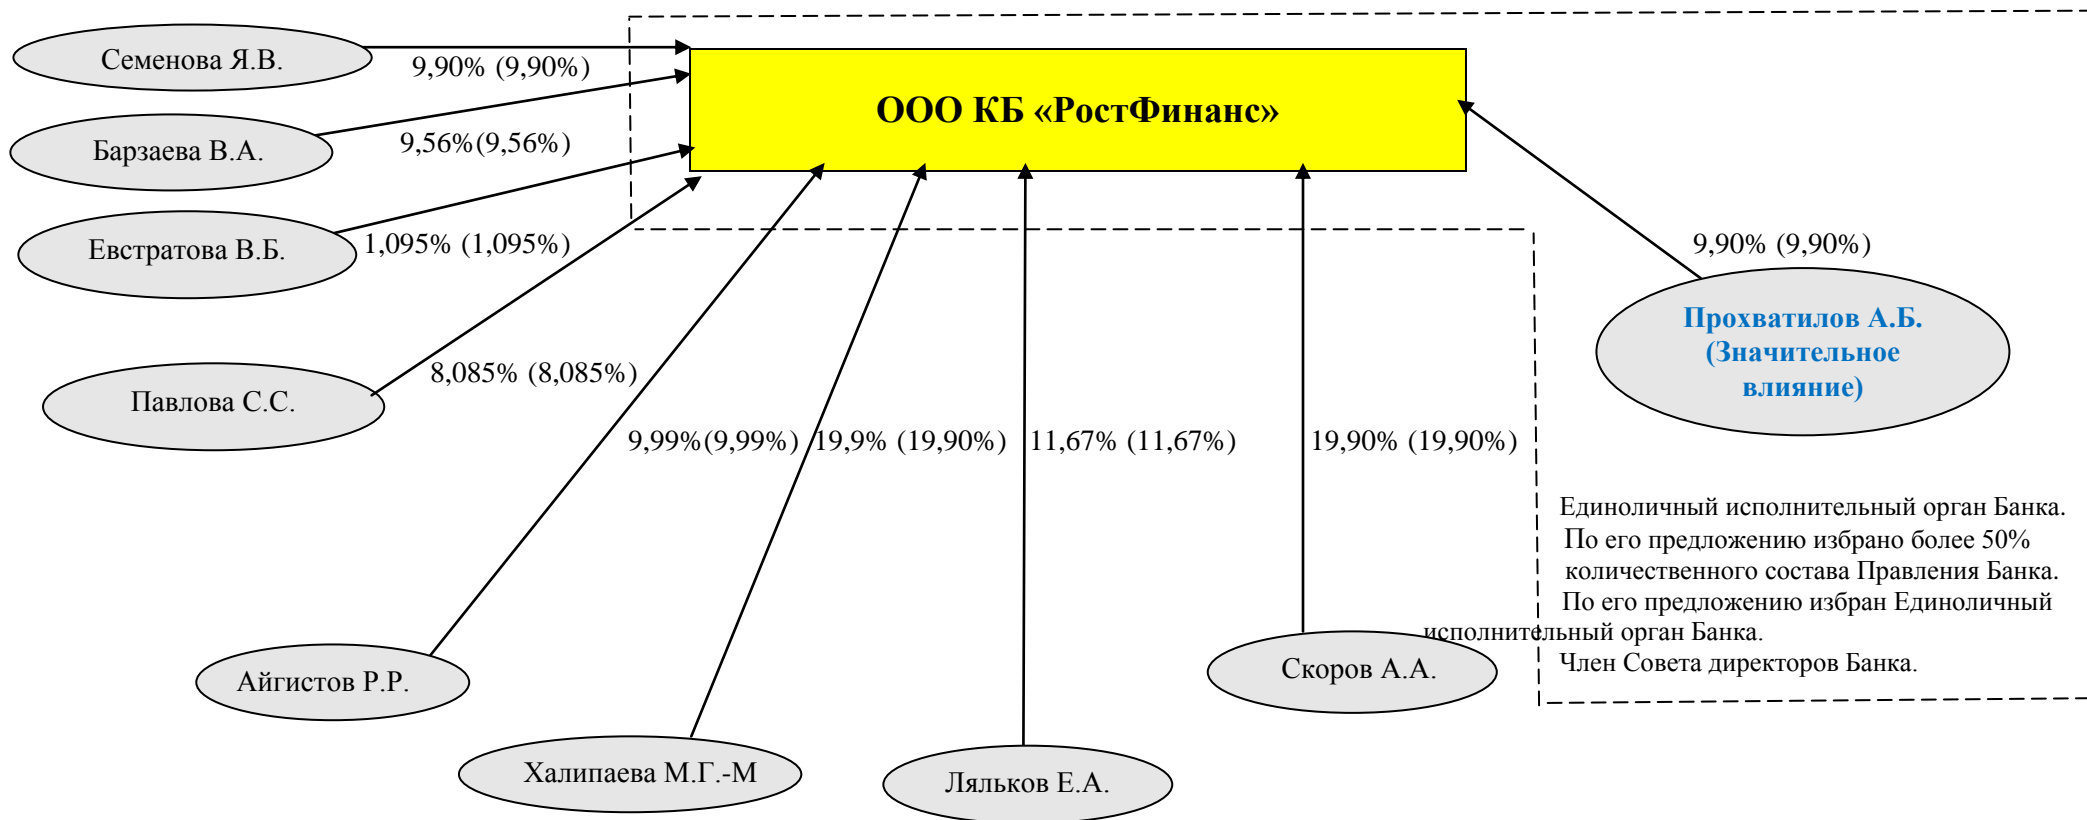 Семенова Я.В.
9,90% (9,90%)
ООО КБ «РостФинанс»
Барзаева В.А.
9,56%(9,56%)
Евстратова В.Б.
1,095% (1,095%)
9,90% (9,90%)
Прохватилов А.Б.
(Значительное
влияние)
Павлова С.С.
8,085% (8,085%)
9,99%(9,99%)
19,9% (19,90%)
11,67% (11,67%)
19,90% (19,90%)
Единоличный исполнительный орган Банка.
По его предложению избрано более 50%
количественного состава Правления Банка.
По его предложению избран Единоличный
исполнительный орган Банка.
Член Совета директоров Банка.
Айгистов Р.Р.
Скоров А.А.
Халипаева М.Г.-М
Ляльков Е.А.